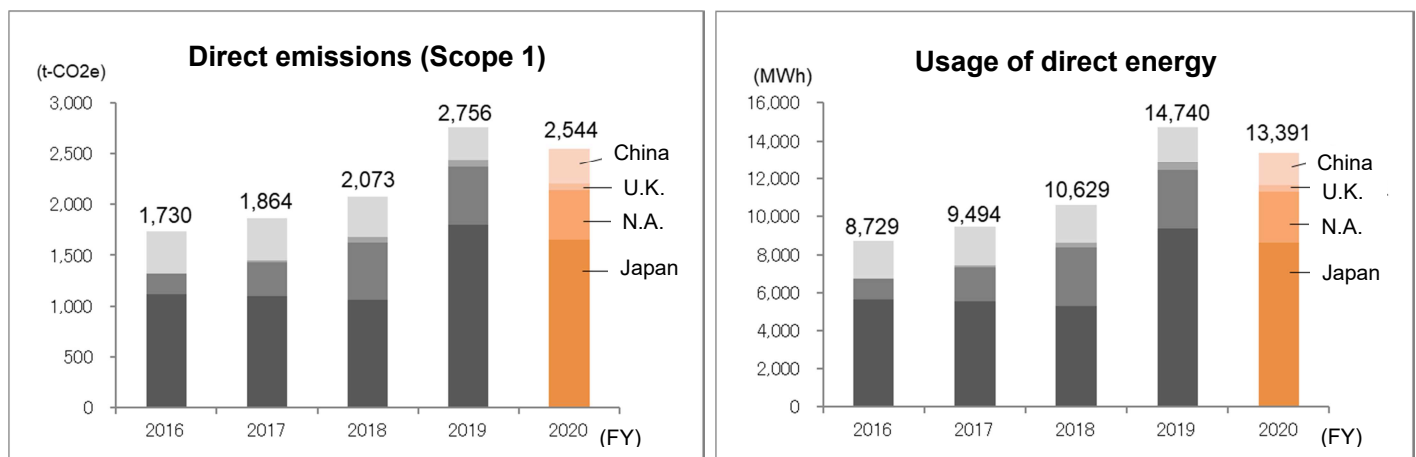 Direct emissions (Scope 1)
(t-CO2e)
3,000
2,500
2,000
1,500
1,000
500
0
1,730
1,864
2,073
2,756
2,544
China
U.K.
N.A.
Japan
2016
2017
2018
2019
2020
(FY)
Usage of direct energy
(MWh)
16,000
14,000
12,000
10,000
8,000
6,000
4,000
2,000
0
8,729
9,494
10,629
14,740
13,391
China
U.K.
N.A.
Japan
2016
2017
2018
2019
2020
(FY)